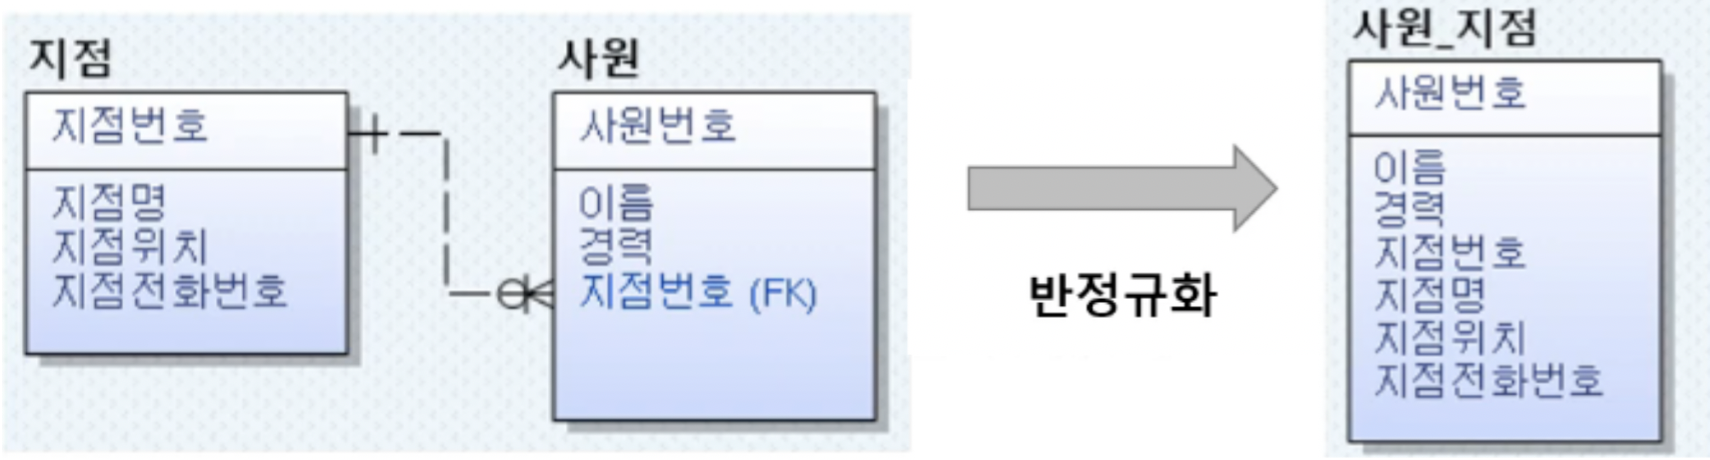 지점
지점번호
지점명
지점위치
지점전화번호
사원
사원번호
이름
경력
지점번호 (FK)
반정규화
사원_지점
사원번호
이름
경력
지점번호
지점명
지점위치
지점전화번호